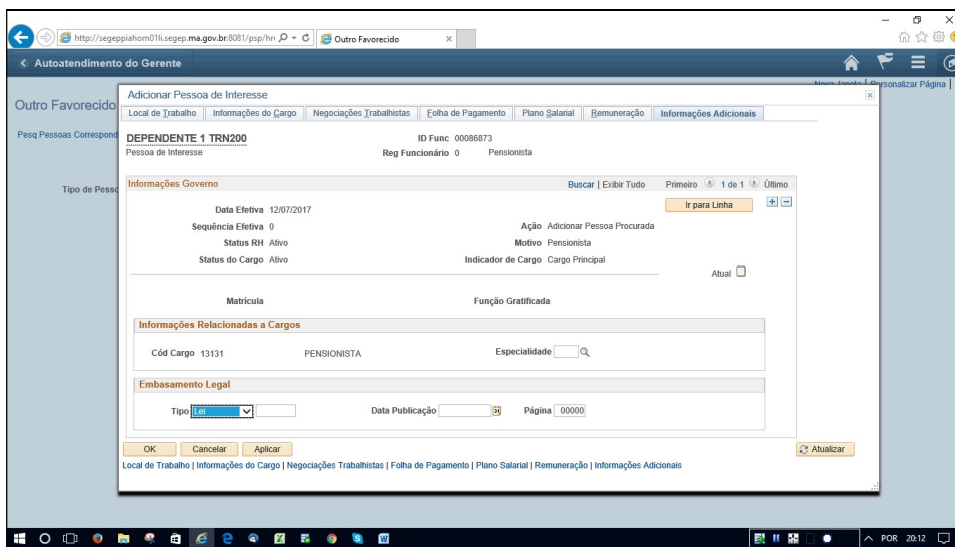 http://segeppiahom01li.segep.ma.gov.br:8081/psp/hr
Outro Favorecido
Autoatendimento do Gerente
Nova Janela | Personalizar Página |
Outro Favorecido
Adicionar Pessoa de Interesse
Local de Trabalho Informações do Cargo Negociações Trabalhistas Folha de Pagamento Plano Salarial Remuneração Informações Adicionais
Pesq Pessoas Correspond
DEPENDENTE 1 TRN200 ID Func 00086873
Pessoa de Interesse Reg Funcionário 0 Pensionista
Tipo de Pesso
Informações Governo Buscar | Exibir Tudo Primeiro 1 de 1 Último
Data Efetiva 12/07/2017 Ir para Linha
Sequência Efetiva 0 Ação Adicionar Pessoa Procurada
Status RH Ativo Motivo Pensionista
Status do Cargo Ativo Indicador de Cargo Cargo Principal
Atual
Matrícula Função Gratificada
Informações Relacionadas a Cargos
Cód Cargo 13131 PENSIONISTA Especialidade
Embasamento Legal
Tipo Lei Data Publicação Página 00000
OK Cancelar Aplicar Atualizar
Local de Trabalho | Informações do Cargo | Negociações Trabalhistas | Folha de Pagamento | Plano Salarial | Remuneração | Informações Adicionais
POR 20:12